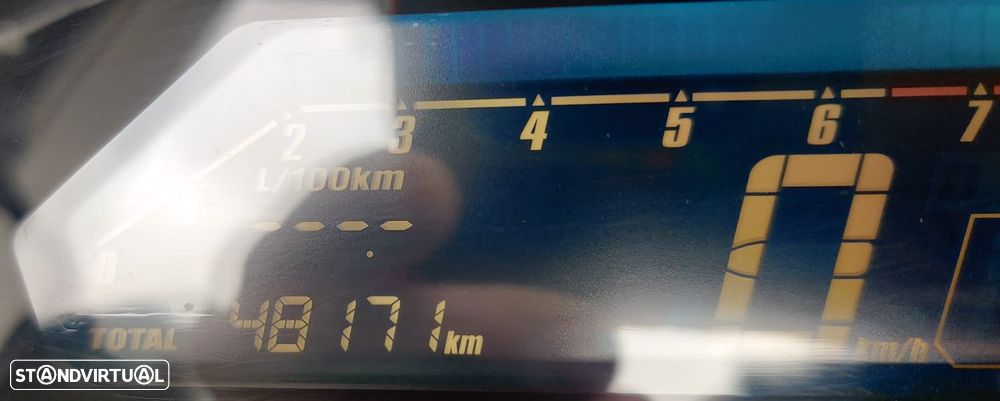 2 3 4 5 6 7
L/100km
0
----
TOTAL 48171 km
0 km/h
STANDVIRTUAL